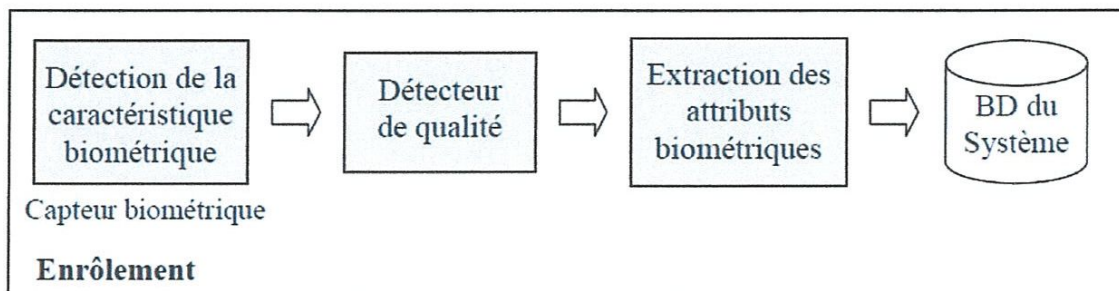 Détection de la
caractéristique
biométrique
Détecteur
de qualité
Extraction des
attributs
biométriques
BD du
Système
Capteur biométrique
Enrôlement